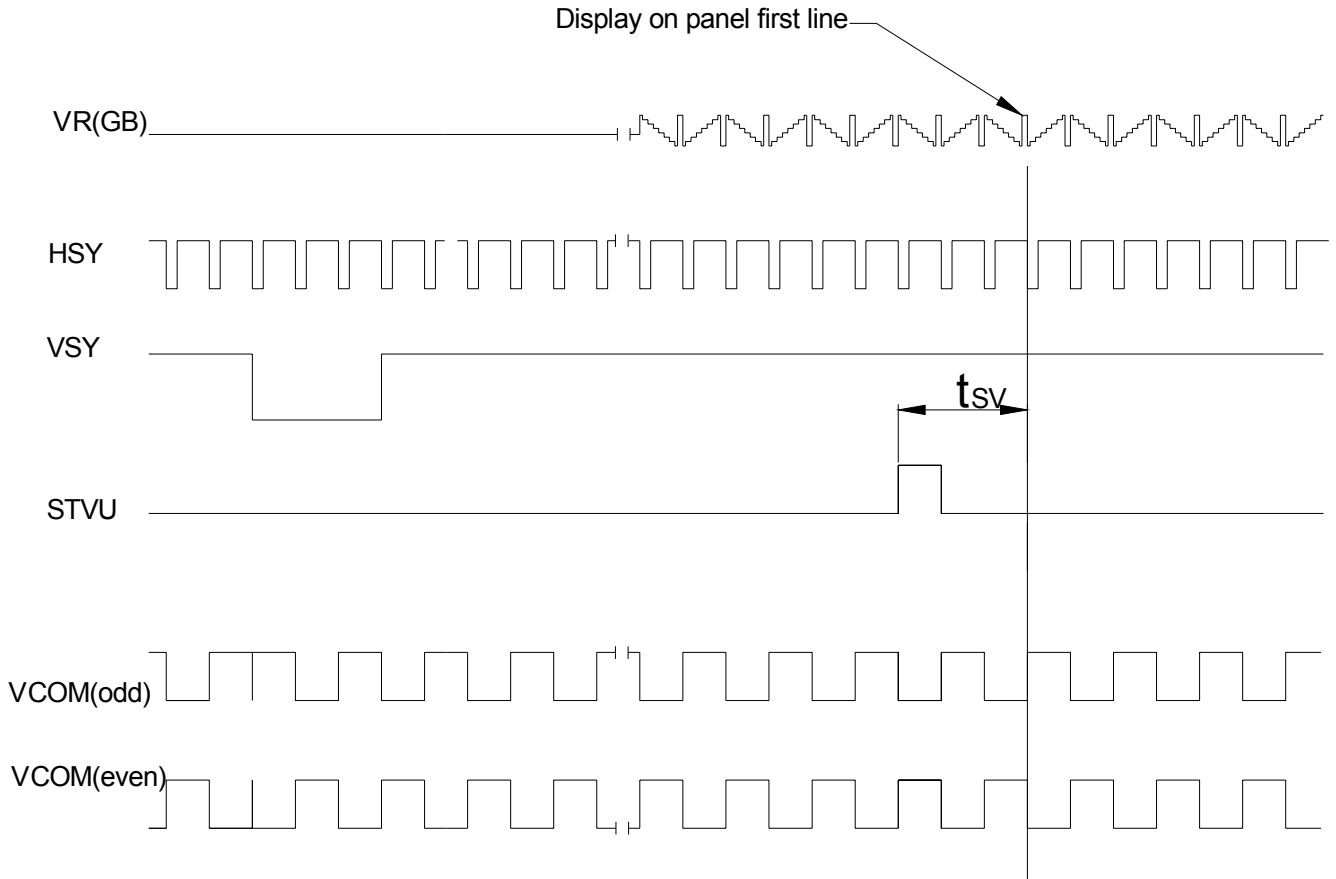 Display on panel first line
VR(GB)
HSY
VSY
tSV
STVU
VCOM(odd)
VCOM(even)